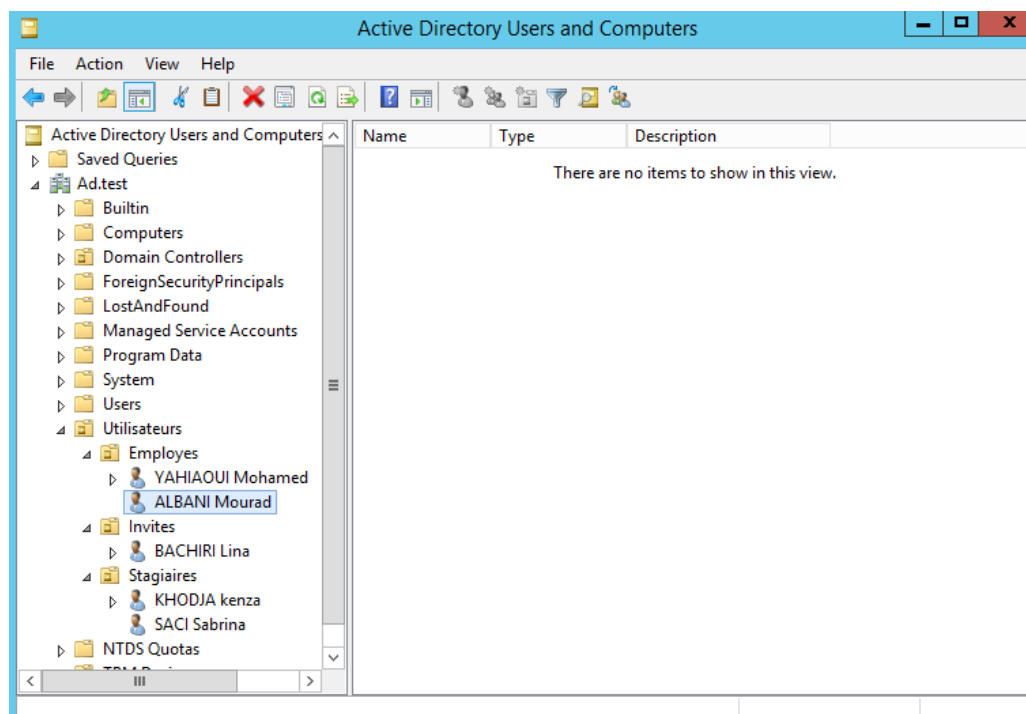 Active Directory Users and Computers
x
File Action View Help
?
Active Directory Users and Computers
Name Type Description
Saved Queries
There are no items to show in this view.
Ad.test
Builtin
Computers
Domain Controllers
ForeignSecurityPrincipals
LostAndFound
Managed Service Accounts
Program Data
System
Users
Utilisateurs
Employes
YAHIAOUI Mohamed
ALBANI Mourad
Invites
BACHIRI Lina
Stagiaires
KHODJA kenza
SACI Sabrina
NTDS Quotas